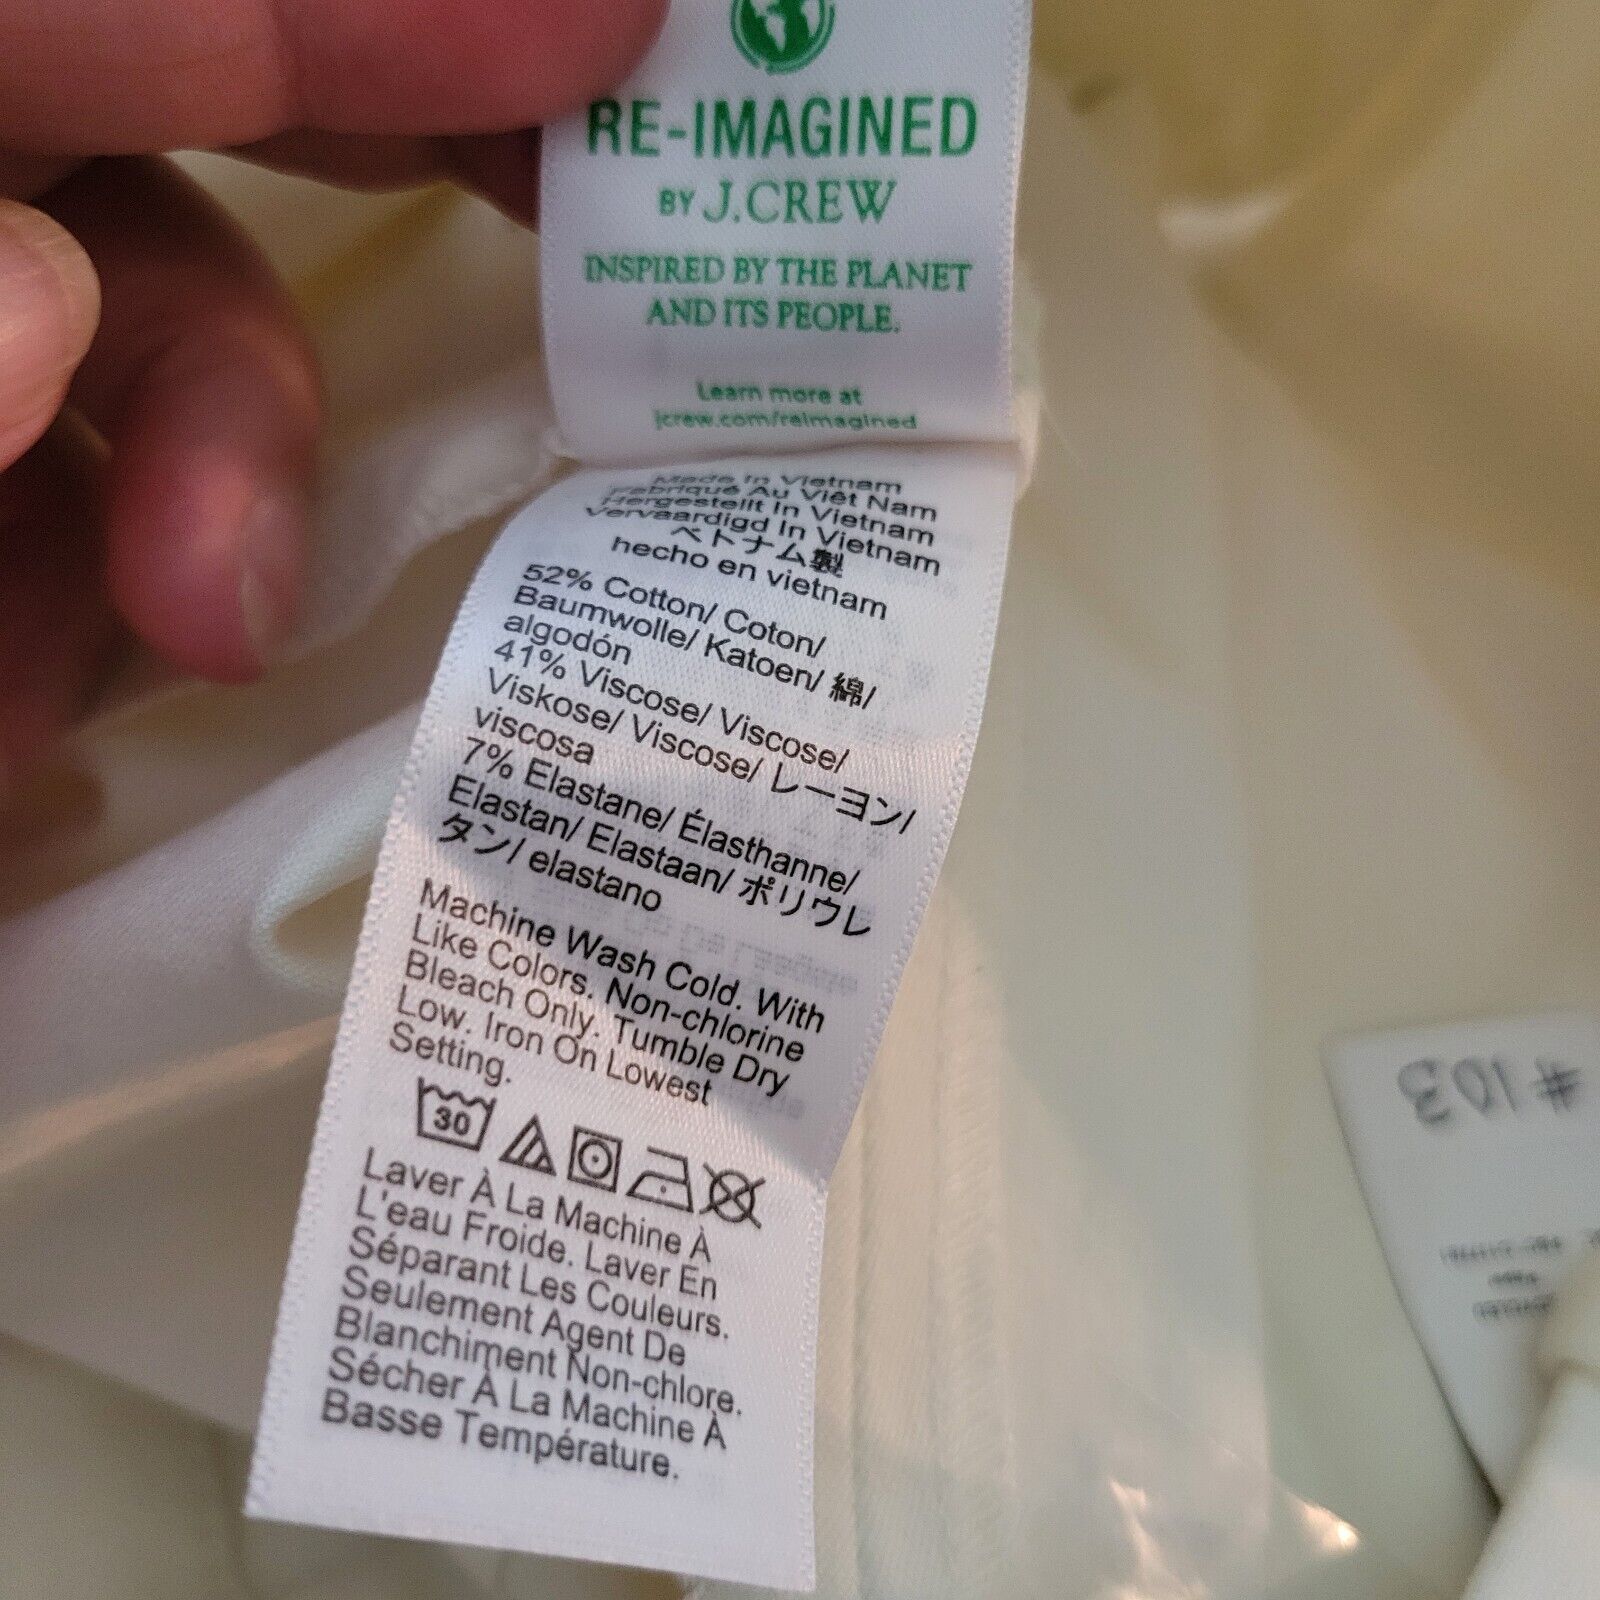 RE-IMAGINED
BY J.CREW
INSPIRED BY THE PLANET
AND ITS PEOPLE.
Learn more at
jcrew.com/reimagined
Made In Vietnam
Fabriqué Au Viêt Nam
Hergestellt In Vietnam
Vervaardigd In Vietnam
ベトナム製
hecho en vietnam
52% Cotton/ Coton/
Baumwolle/ Katoen/ 綿/
algodón
41% Viscose/ Viscose/
Viskose/ Viscose/ レーヨン/
viscosa
7% Elastane/ Élasthanne/
Elastan/ Elastaan/ ポリウレ
タン/ elastano
Machine Wash Cold. With
Like Colors. Non-chlorine
Bleach Only. Tumble Dry
Low. Iron On Lowest
Setting.
30
Laver À La Machine À
L'eau Froide. Laver En
Séparant Les Couleurs.
Seulement Agent De
Blanchiment Non-chlore.
Sécher À La Machine À
Basse Température.
#103